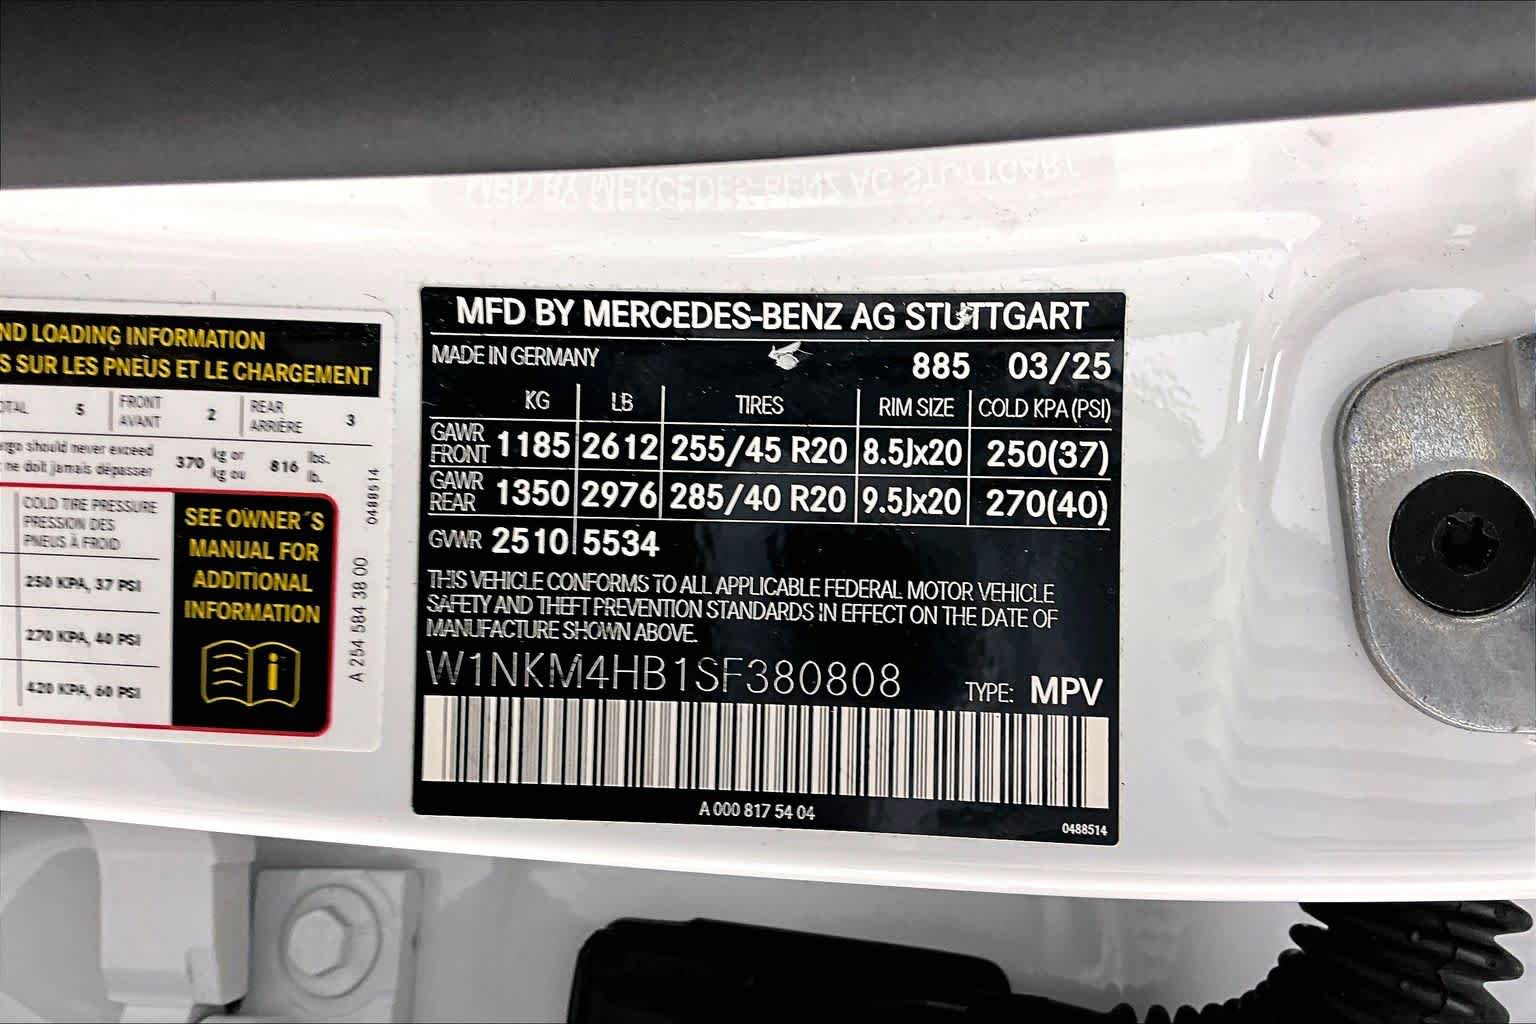 MFD BY MERCEDES-BENZ AG STUTTGART
MFD BY MERCEDES-BENZ AG STUTTGART
MADE IN GERMANY 885 03/25
KG LB TIRES RIM SIZE COLD KPA (PSI)
GAWR FRONT 1185 2612 255/45 R20 8.5Jx20 250(37)
GAWR REAR 1350 2976 285/40 R20 9.5Jx20 270(40)
GVWR 2510 5534
THIS VEHICLE CONFORMS TO ALL APPLICABLE FEDERAL MOTOR VEHICLE
SAFETY AND THEFT PREVENTION STANDARDS IN EFFECT ON THE DATE OF
MANUFACTURE SHOWN ABOVE.
W1NKM4HB1SF380808 TYPE: MPV
A 000 817 54 04
0488514
ND LOADING INFORMATION
S SUR LES PNEUS ET LE CHARGEMENT
OTAL 5 FRONT AVANT 2 REAR ARRIÈRE 3
rgo should never exceed
ne doit jamais dépasser
370 kg or kg ou 816 lbs. lb.
COLD TIRE PRESSURE
PRESSION DES
PNEUS À FROID
250 KPA, 37 PSI
270 KPA, 40 PSI
420 KPA, 60 PSI
SEE OWNER´S
MANUAL FOR
ADDITIONAL
INFORMATION
i
A 254 584 38 00
0488514